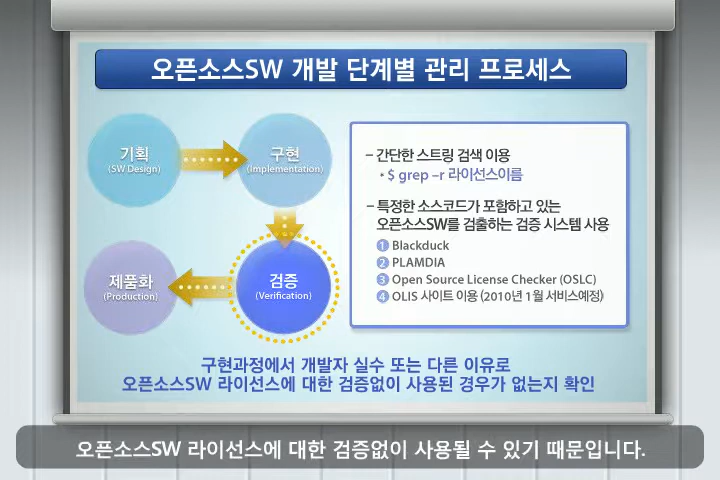 오픈소스SW 개발 단계별 관리 프로세스
기획
(SW Design)
구현
(Implementation)
검증
(Verification)
제품화
(Production)
– 간단한 스트링 검색 이용
• $ grep –r 라이선스이름
– 특정한 소스코드가 포함하고 있는
오픈소스SW를 검출하는 검증 시스템 사용
1 Blackduck
2 PLAMDIA
3 Open Source License Checker (OSLC)
4 OLIS 사이트 이용 (2010년 1월 서비스예정)
구현과정에서 개발자 실수 또는 다른 이유로
오픈소스SW 라이선스에 대한 검증없이 사용된 경우가 없는지 확인
오픈소스SW 라이선스에 대한 검증없이 사용될 수 있기 때문입니다.